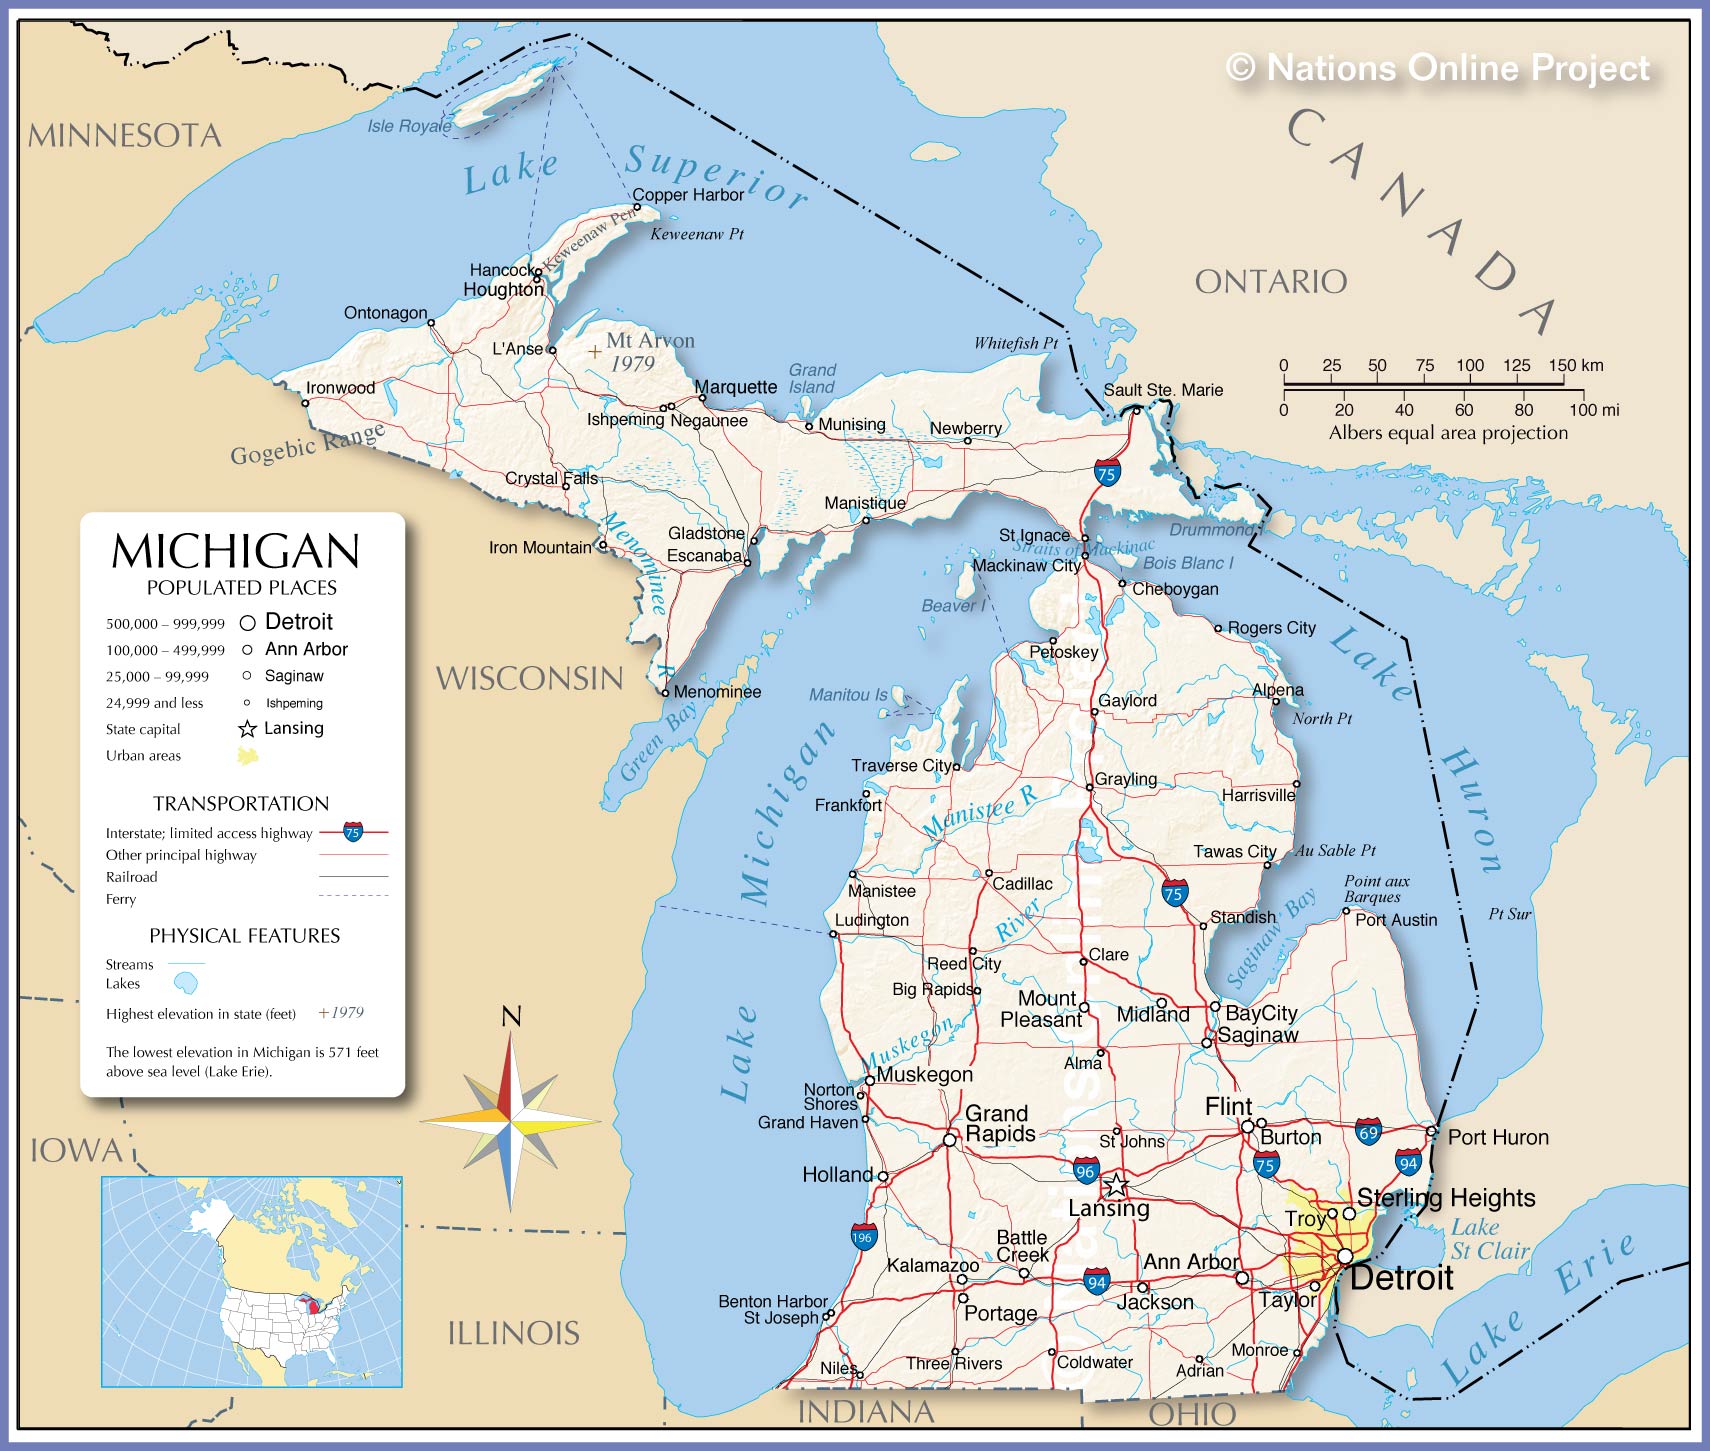 © Nations Online Project
CANADA
MINNESOTA
Isle Royale
Lake Superior
Copper Harbor
Keweenaw Pen
Keweenaw Pt
Hancock
Houghton
ONTARIO
Ontonagon
L'Anse
Mt Arvon
1979
Whitefish Pt
Grand
Island
Ironwood
Marquette
Sault Ste. Marie
Ishpeming
Negaunee
Munising
Newberry
Gogebic Range
0 25 50 75 100 125 150 km
0 20 40 60 80 100 mi
Albers equal area projection
75
Crystal Falls
Manistique
Menominee R
Iron Mountain
Gladstone
Escanaba
St Ignace
Straits of Mackinac
Mackinaw City
Drummond I
Bois Blanc I
Cheboygan
Beaver I
Rogers City
Petoskey
Lake Huron
WISCONSIN
Menominee
Green Bay
Manitou Is
Gaylord
Alpena
North Pt
Traverse City
Frankfort
Grayling
Harrisville
Manistee R
Lake Michigan
Tawas City
Au Sable Pt
Cadillac
Manistee
75
Point aux
Barques
Port Austin
Pt Sur
Ludington
Standish
Saginaw Bay
Muskegon River
Reed City
Clare
Big Rapids
Mount
Pleasant
Midland
BayCity
Saginaw
Alma
Muskegon
Norton
Shores
Grand Haven
Grand
Rapids
St Johns
Flint
Burton
69
Port Huron
75
94
Holland
96
Lansing
Sterling Heights
Troy
Lake
St Clair
196
Battle
Creek
Kalamazoo
Ann Arbor
Detroit
94
Jackson
Taylor
Portage
Benton Harbor
St Joseph
Lake Erie
Niles
Three Rivers
Coldwater
Adrian
Monroe
IOWA
ILLINOIS
INDIANA
OHIO
N
MICHIGAN
POPULATED PLACES
500,000 – 999,999 Detroit
100,000 – 499,999 Ann Arbor
25,000 – 99,999 Saginaw
24,999 and less Ishpeming
State capital Lansing
Urban areas
TRANSPORTATION
Interstate; limited access highway 75
Other principal highway
Railroad
Ferry
PHYSICAL FEATURES
Streams
Lakes
Highest elevation in state (feet) +1979
The lowest elevation in Michigan is 571 feet
above sea level (Lake Erie).